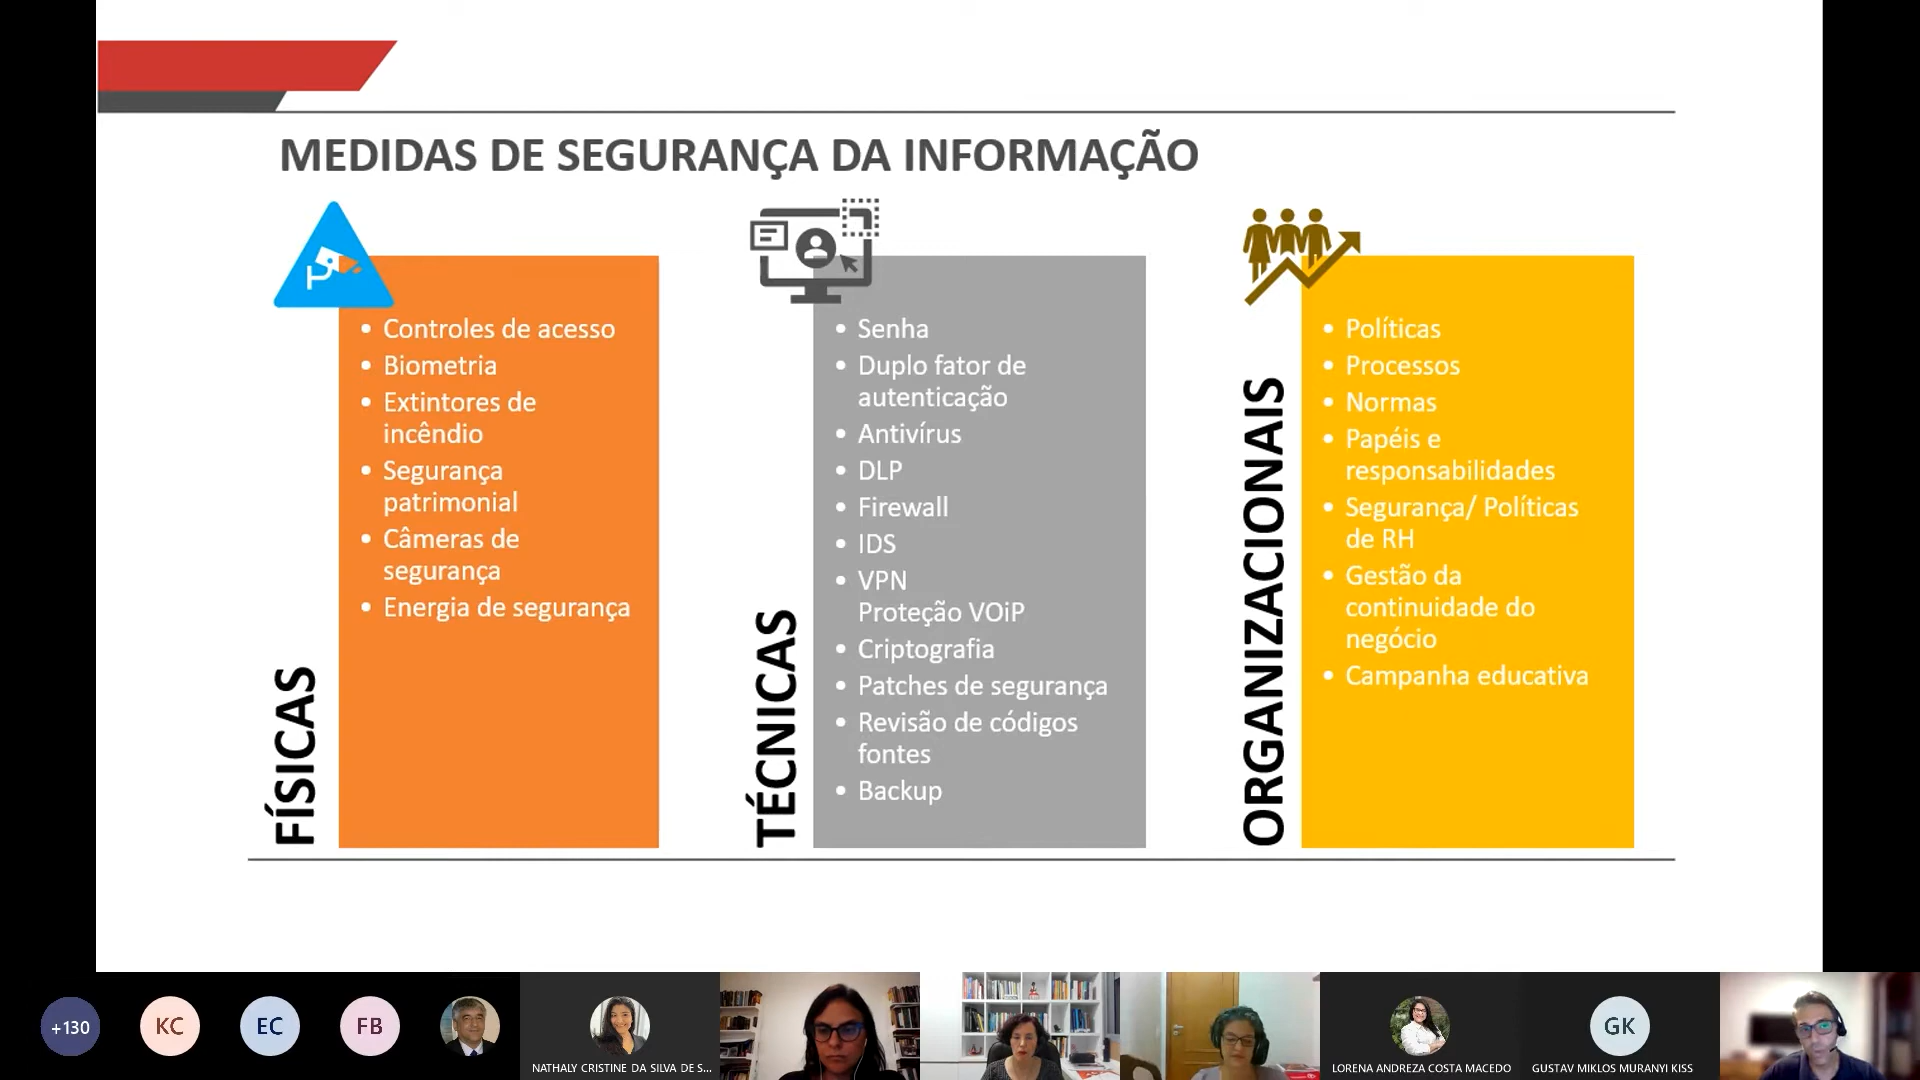 MEDIDAS DE SEGURANÇA DA INFORMAÇÃO
FÍSICAS
• Controles de acesso
• Biometria
• Extintores de
incêndio
• Segurança
patrimonial
• Câmeras de
segurança
• Energia de segurança
TÉCNICAS
• Senha
• Duplo fator de
autenticação
• Antivírus
• DLP
• Firewall
• IDS
• VPN
Proteção VOiP
• Criptografia
• Patches de segurança
• Revisão de códigos
fontes
• Backup
ORGANIZACIONAIS
• Políticas
• Processos
• Normas
• Papéis e
responsabilidades
• Segurança/ Políticas
de RH
• Gestão da
continuidade do
negócio
• Campanha educativa
+130
KC
EC
FB
NATHALY CRISTINE DA SILVA DE S...
LORENA ANDREZA COSTA MACEDO
GK
GUSTAV MIKLOS MURANYI KISS